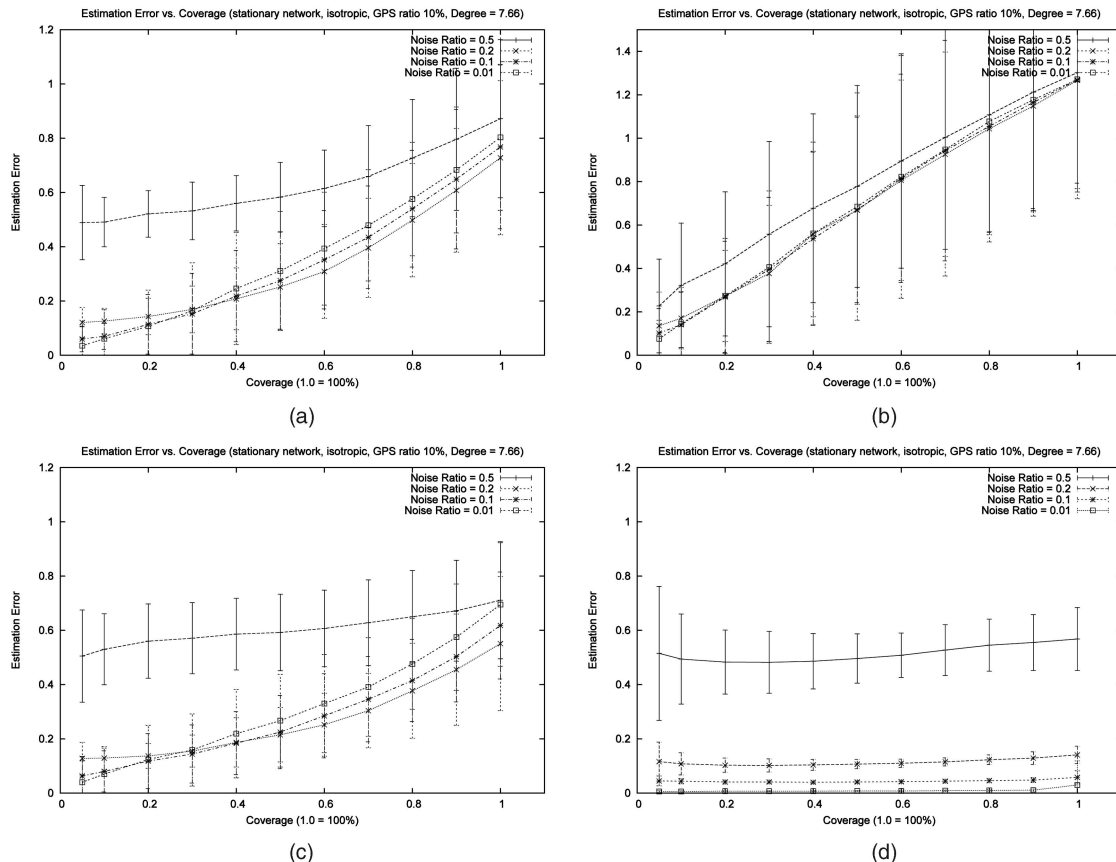 Estimation Error vs. Coverage (stationary network, isotropic, GPS ratio 10%, Degree = 7.66)
1.2
1
0.8
0.6
0.4
0.2
0
Estimation Error
Noise Ratio = 0.5
Noise Ratio = 0.2
Noise Ratio = 0.1
Noise Ratio = 0.01
0 0.2 0.4 0.6 0.8 1
Coverage (1.0 = 100%)
(a)
Estimation Error vs. Coverage (stationary network, isotropic, GPS ratio 10%, Degree = 7.66)
1.4
1.2
1
0.8
0.6
0.4
0.2
0
Estimation Error
Noise Ratio = 0.5
Noise Ratio = 0.2
Noise Ratio = 0.1
Noise Ratio = 0.01
0 0.2 0.4 0.6 0.8 1
Coverage (1.0 = 100%)
(b)
Estimation Error vs. Coverage (stationary network, isotropic, GPS ratio 10%, Degree = 7.66)
1.2
1
0.8
0.6
0.4
0.2
0
Estimation Error
Noise Ratio = 0.5
Noise Ratio = 0.2
Noise Ratio = 0.1
Noise Ratio = 0.01
0 0.2 0.4 0.6 0.8 1
Coverage (1.0 = 100%)
(c)
Estimation Error vs. Coverage (stationary network, isotropic, GPS ratio 10%, Degree = 7.66)
1.2
1
0.8
0.6
0.4
0.2
0
Estimation Error
Noise Ratio = 0.5
Noise Ratio = 0.2
Noise Ratio = 0.1
Noise Ratio = 0.01
0 0.2 0.4 0.6 0.8 1
Coverage (1.0 = 100%)
(d)